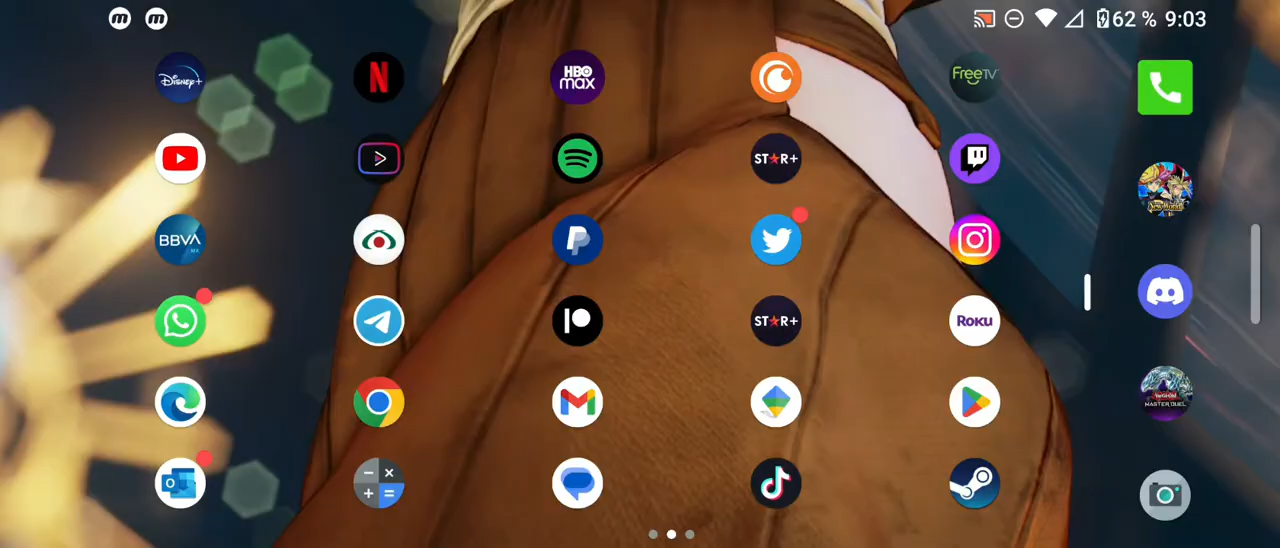 m m 62 % 9:03
Disney+ N HBO max FreeTV
ST★R+
BBVA
ST★R+ ROKU
MASTER DUEL